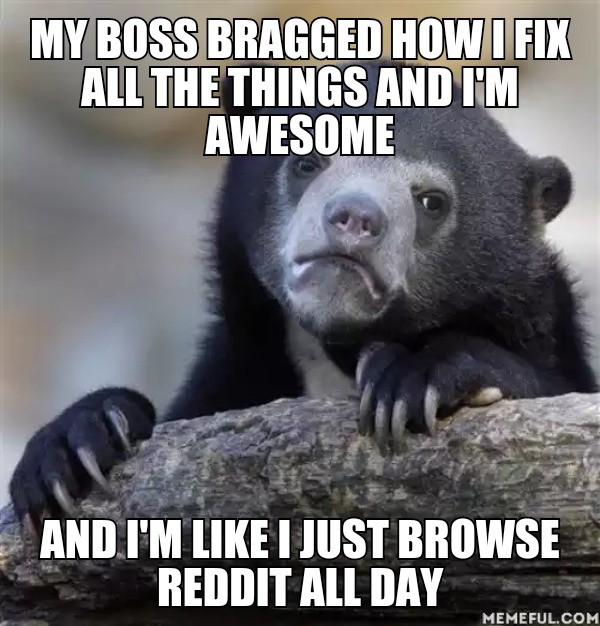 MY BOSS BRAGGED HOW I FIX
ALL THE THINGS AND I'M
AWESOME
AND I'M LIKE I JUST BROWSE
REDDIT ALL DAY
MEMEFUL.COM